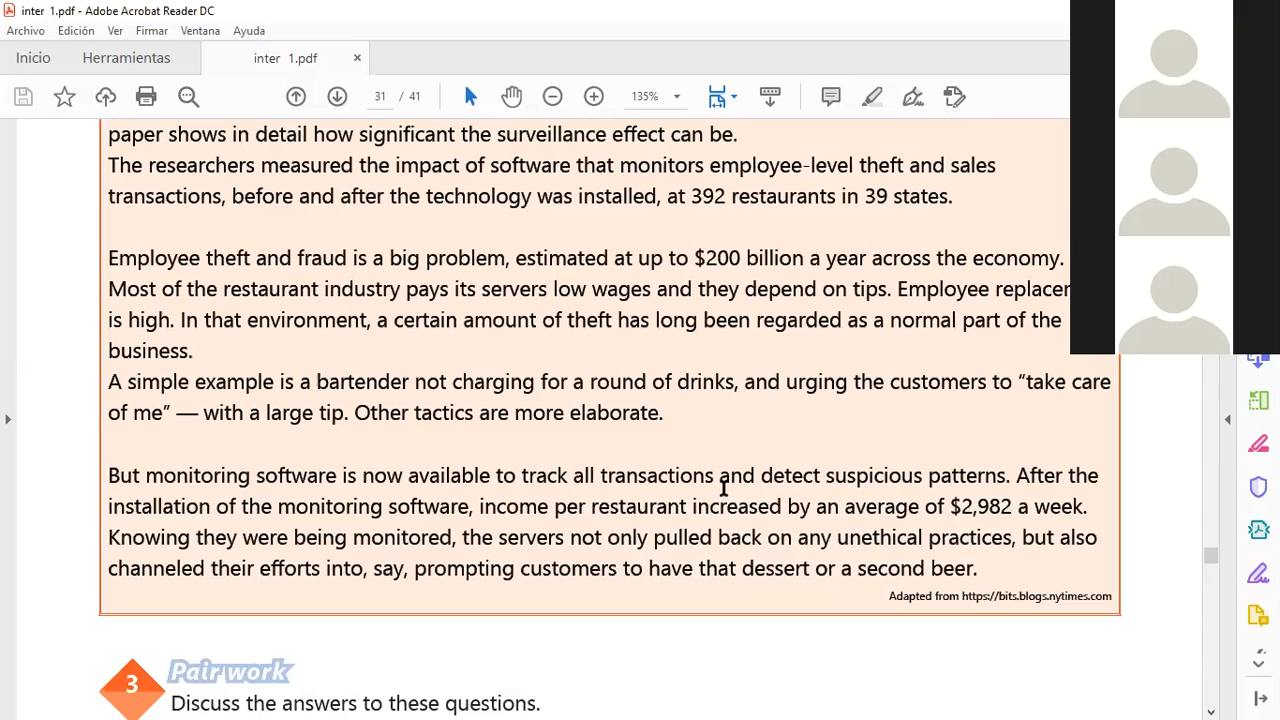 inter 1.pdf - Adobe Acrobat Reader DC
Archivo Edición Ver Firmar Ventana Ayuda
Inicio Herramientas inter 1.pdf ×
31 / 41 135%
paper shows in detail how significant the surveillance effect can be.
The researchers measured the impact of software that monitors employee-level theft and sales
transactions, before and after the technology was installed, at 392 restaurants in 39 states.
Employee theft and fraud is a big problem, estimated at up to $200 billion a year across the economy.
Most of the restaurant industry pays its servers low wages and they depend on tips. Employee
is high. In that environment, a certain amount of theft has long been regarded as a normal part of the
business.
A simple example is a bartender not charging for a round of drinks, and urging the customers to “take care
of me” — with a large tip. Other tactics are more elaborate.
But monitoring software is now available to track all transactions and detect suspicious patterns. After the
installation of the monitoring software, income per restaurant increased by an average of $2,982 a week.
Knowing they were being monitored, the servers not only pulled back on any unethical practices, but also
channeled their efforts into, say, prompting customers to have that dessert or a second beer.
Adapted from https://bits.blogs.nytimes.com
3 Pair work
Discuss the answers to these questions.